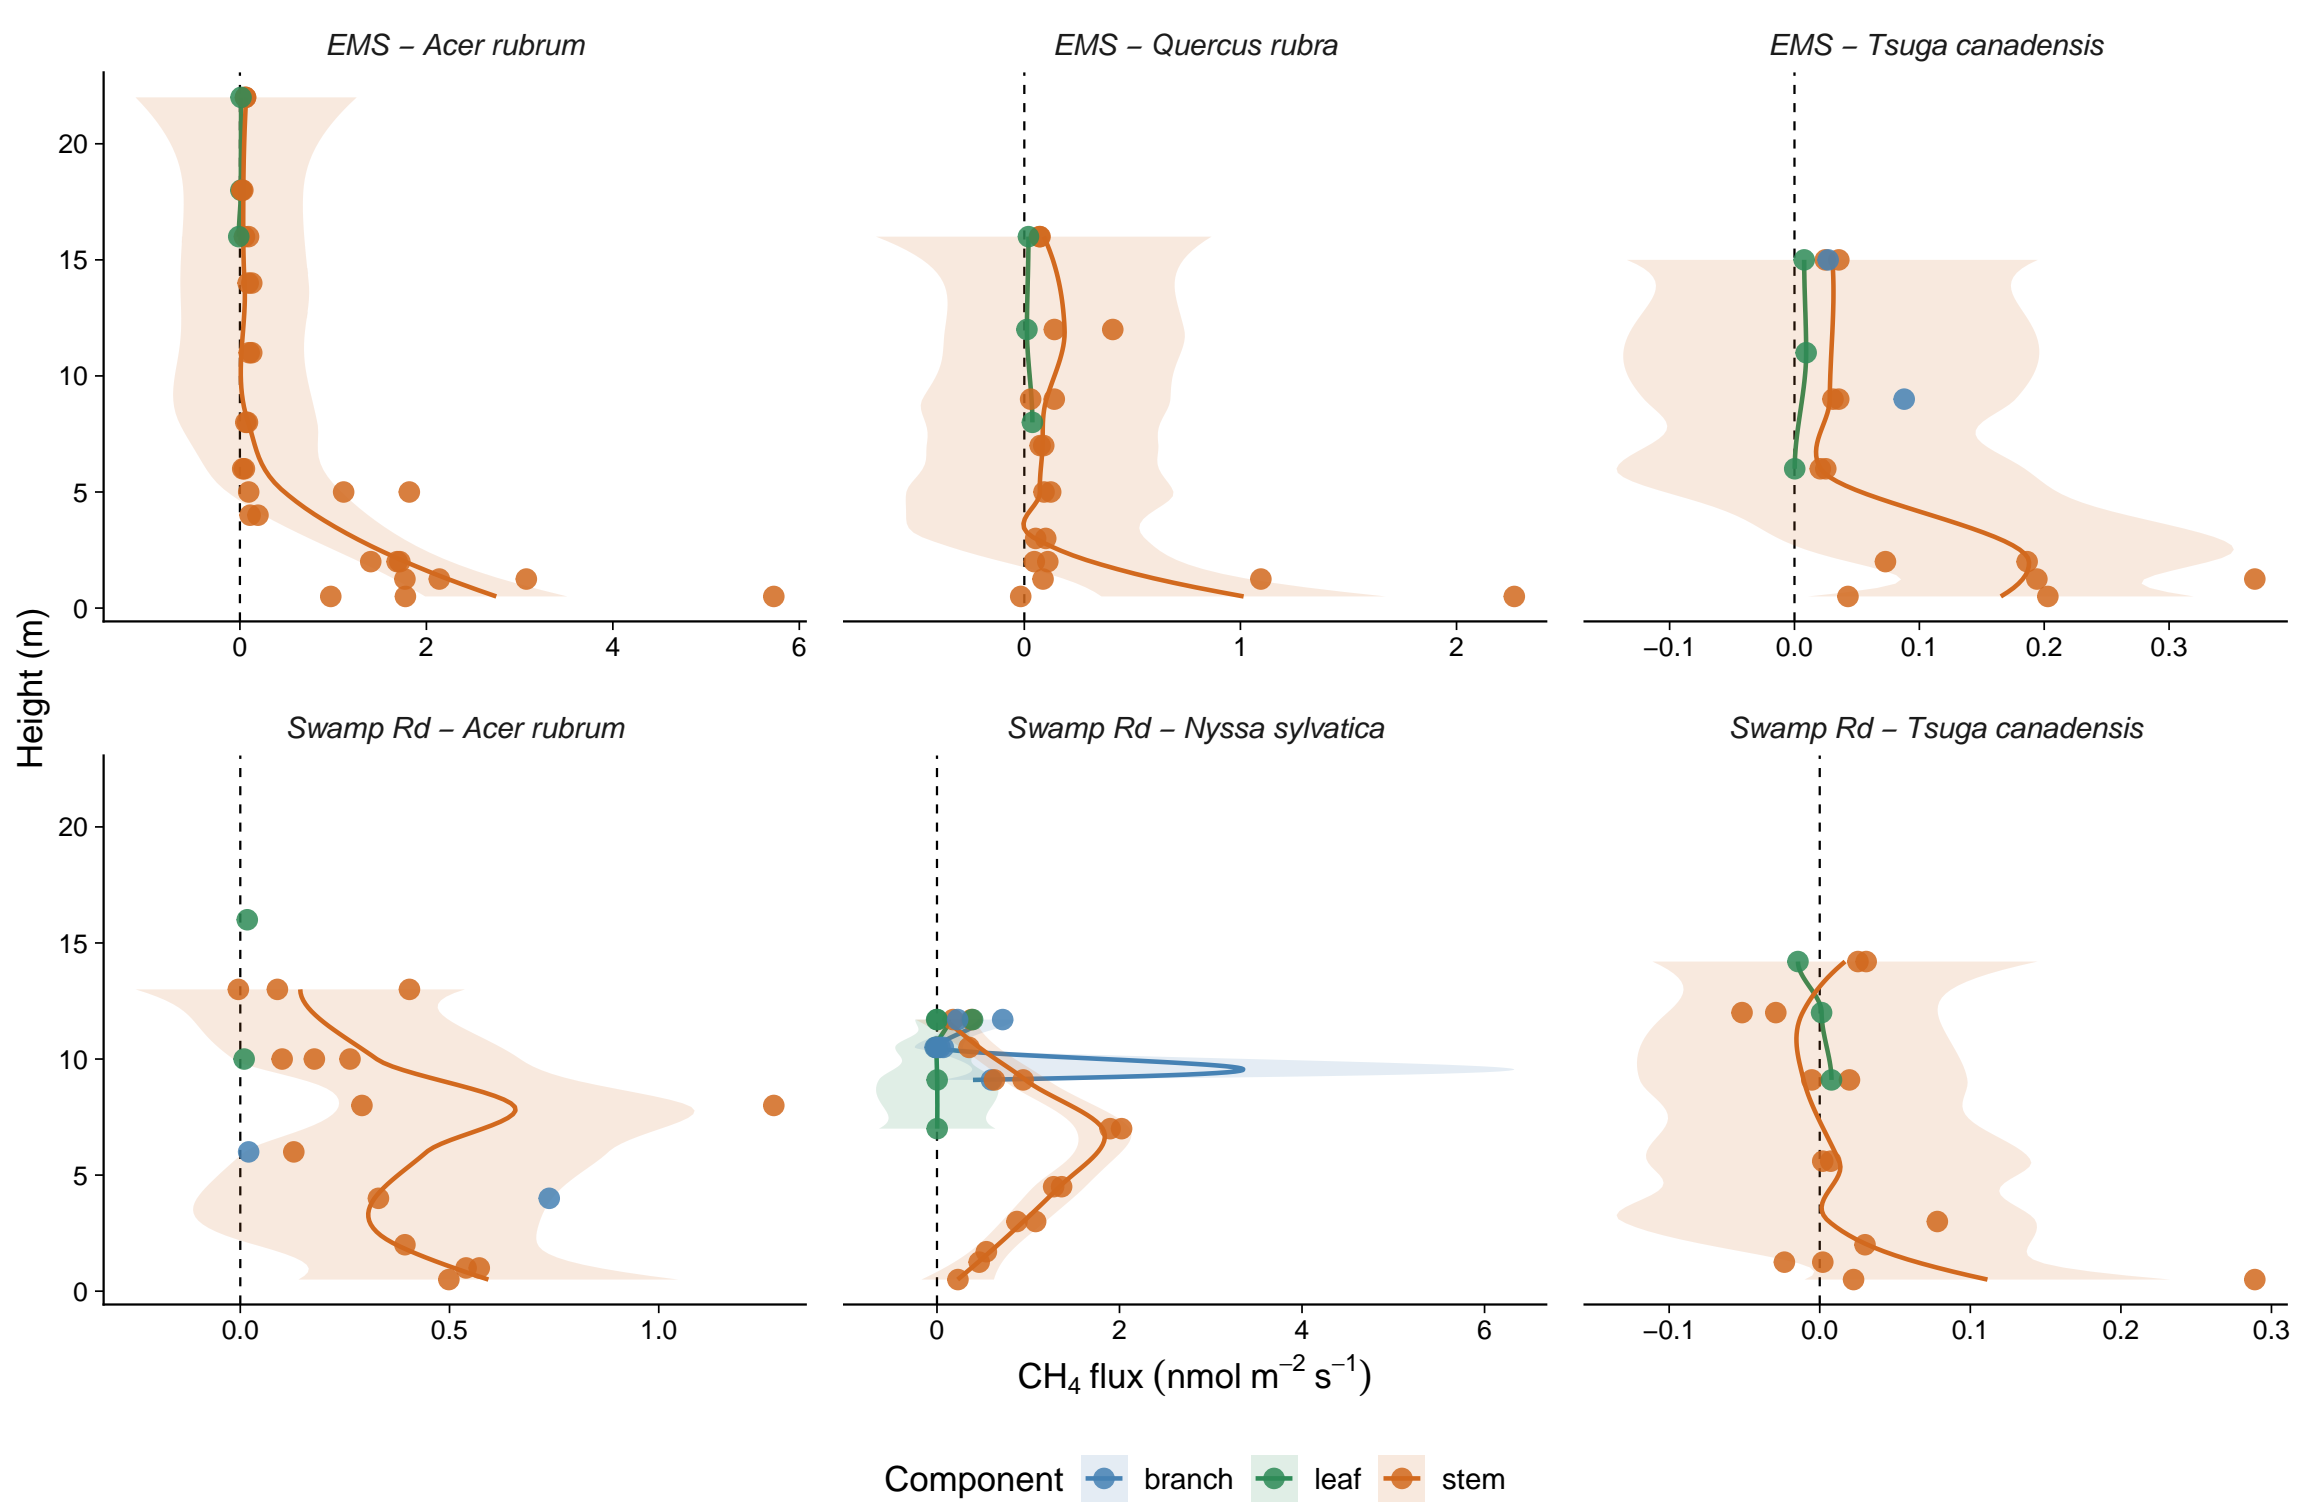 EMS – Acer rubrum
EMS – Quercus rubra
EMS – Tsuga canadensis
20
15
10
5
0
0 2 4 6
0 1 2
−0.1 0.0 0.1 0.2 0.3
Height (m)
Swamp Rd – Acer rubrum
Swamp Rd – Nyssa sylvatica
Swamp Rd – Tsuga canadensis
20
15
10
5
0
0.0 0.5 1.0
0 2 4 6
−0.1 0.0 0.1 0.2 0.3
CH₄ flux (nmol m⁻² s⁻¹)
Component branch leaf stem